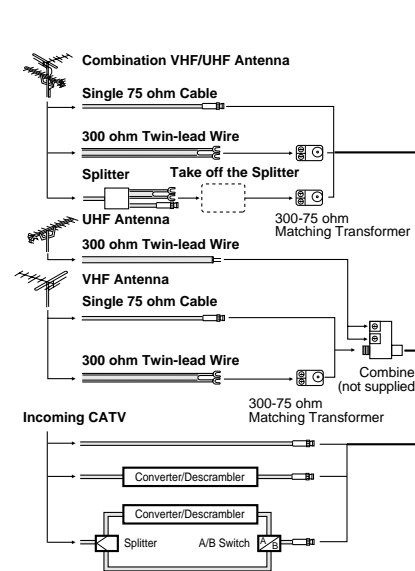 Combination VHF/UHF Antenna
Single 75 ohm Cable
300 ohm Twin-lead Wire
Splitter
Take off the Splitter
300-75 ohm
Matching Transformer
UHF Antenna
300 ohm Twin-lead Wire
VHF Antenna
Single 75 ohm Cable
300 ohm Twin-lead Wire
Combine
(not supplied
300-75 ohm
Matching Transformer
Incoming CATV
Converter/Descrambler
Converter/Descrambler
Splitter
A/B Switch
A
B